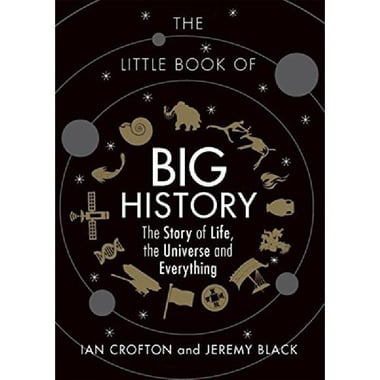 THE
LITTLE BOOK OF
BIG
HISTORY
The Story of Life,
the Universe and
Everything
IAN CROFTON and JEREMY BLACK